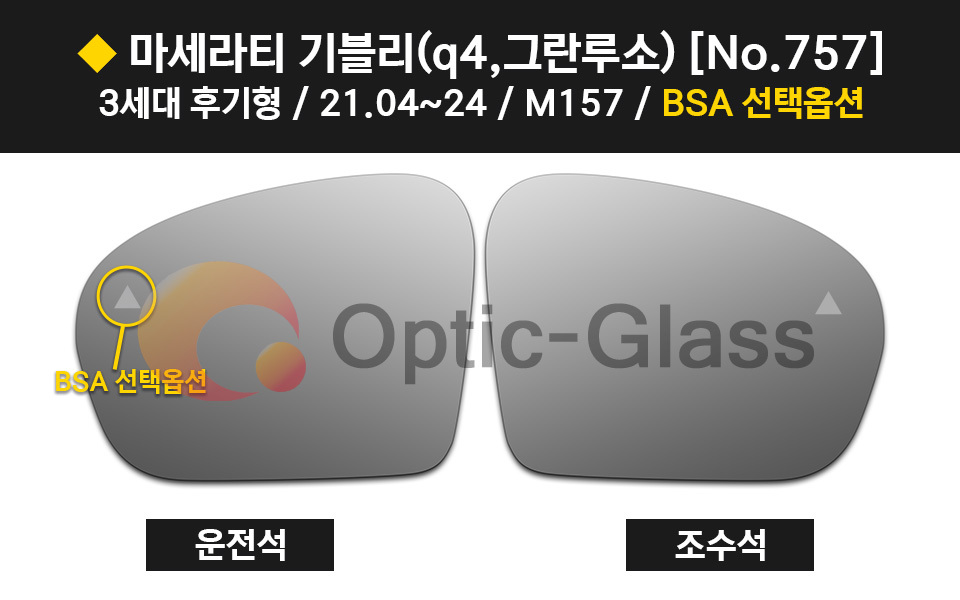 ◆ 마세라티 기블리(q4,그란루소) [No.757]
3세대 후기형 / 21.04~24 / M157 / BSA 선택옵션
Optic-Glass
BSA 선택옵션
운전석
조수석